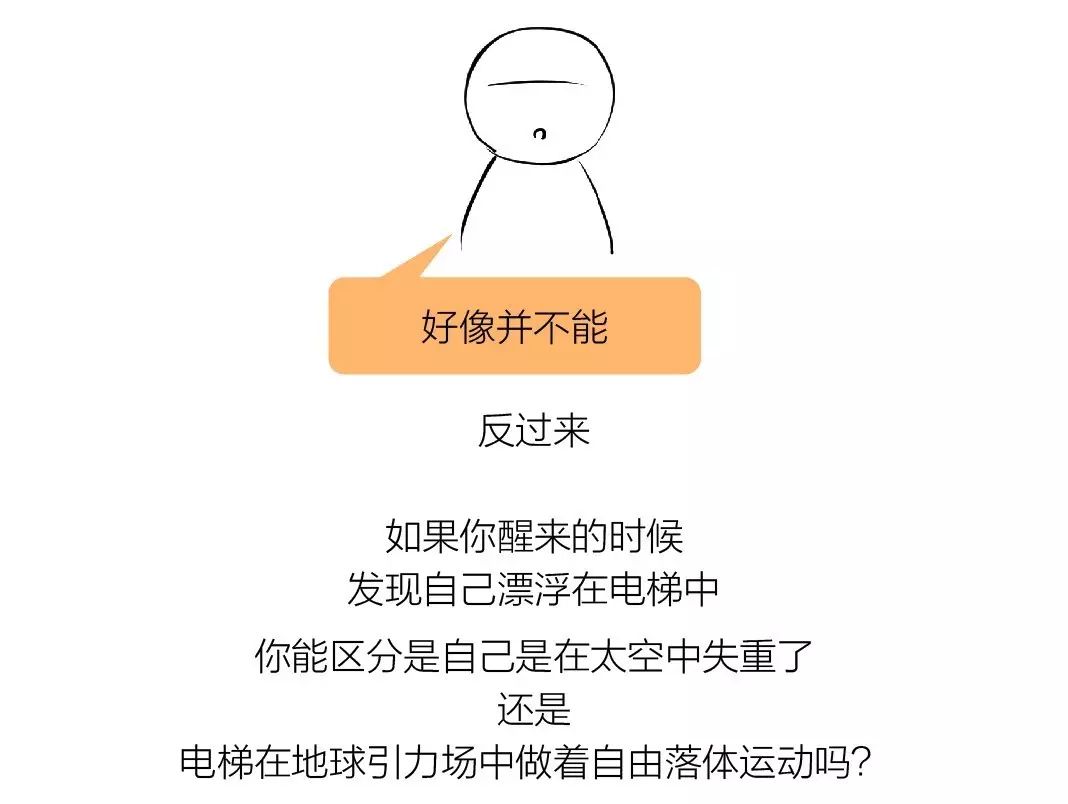 好像并不能
反过来
如果你醒来的时候
发现自己漂浮在电梯中
你能区分是自己是在太空中失重了
还是
电梯在地球引力场中做着自由落体运动吗？